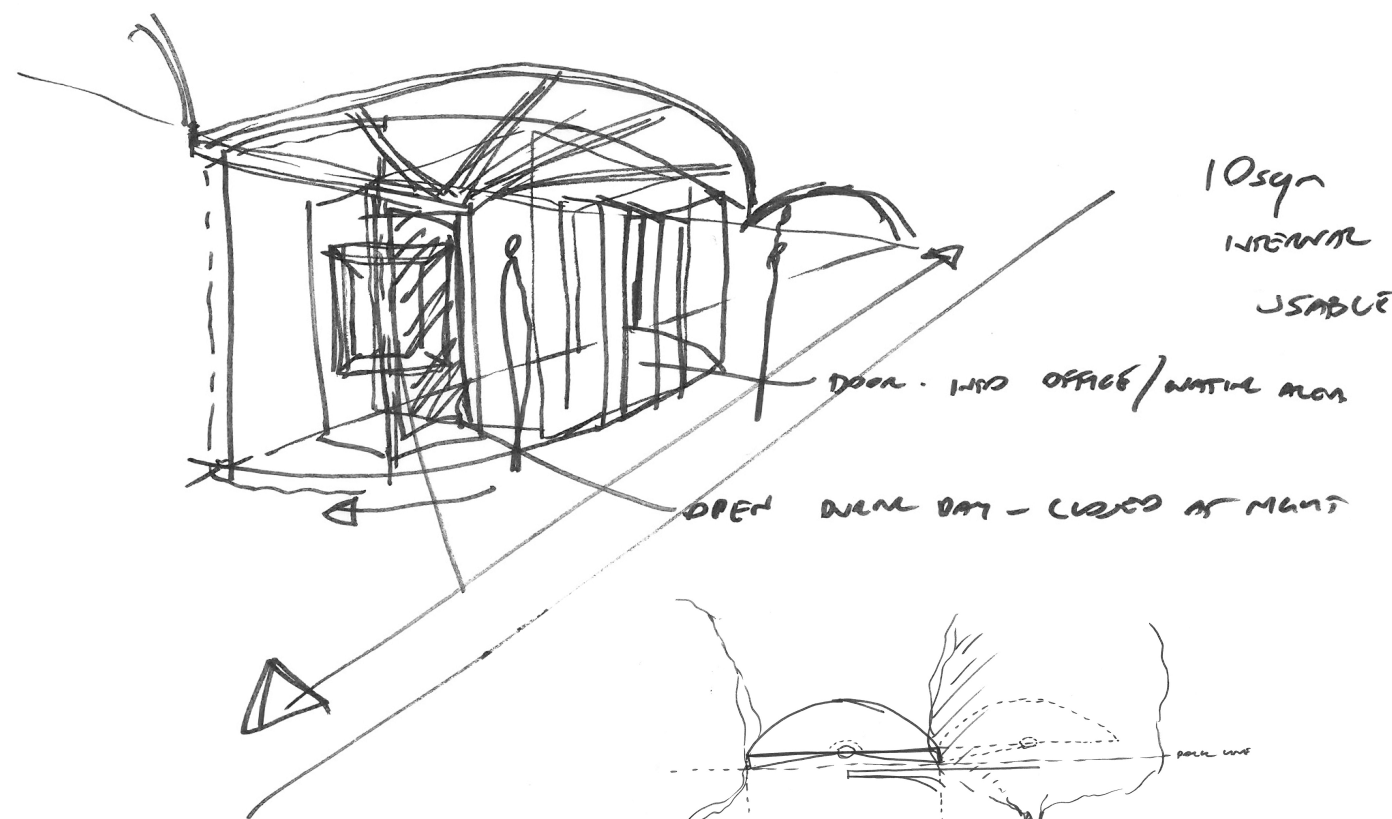 10sqm
INTERNAL
USABLE
DOOR. INTO OFFICE/WAITING AREA
OPEN DURING DAY - CLOSED AT NIGHT